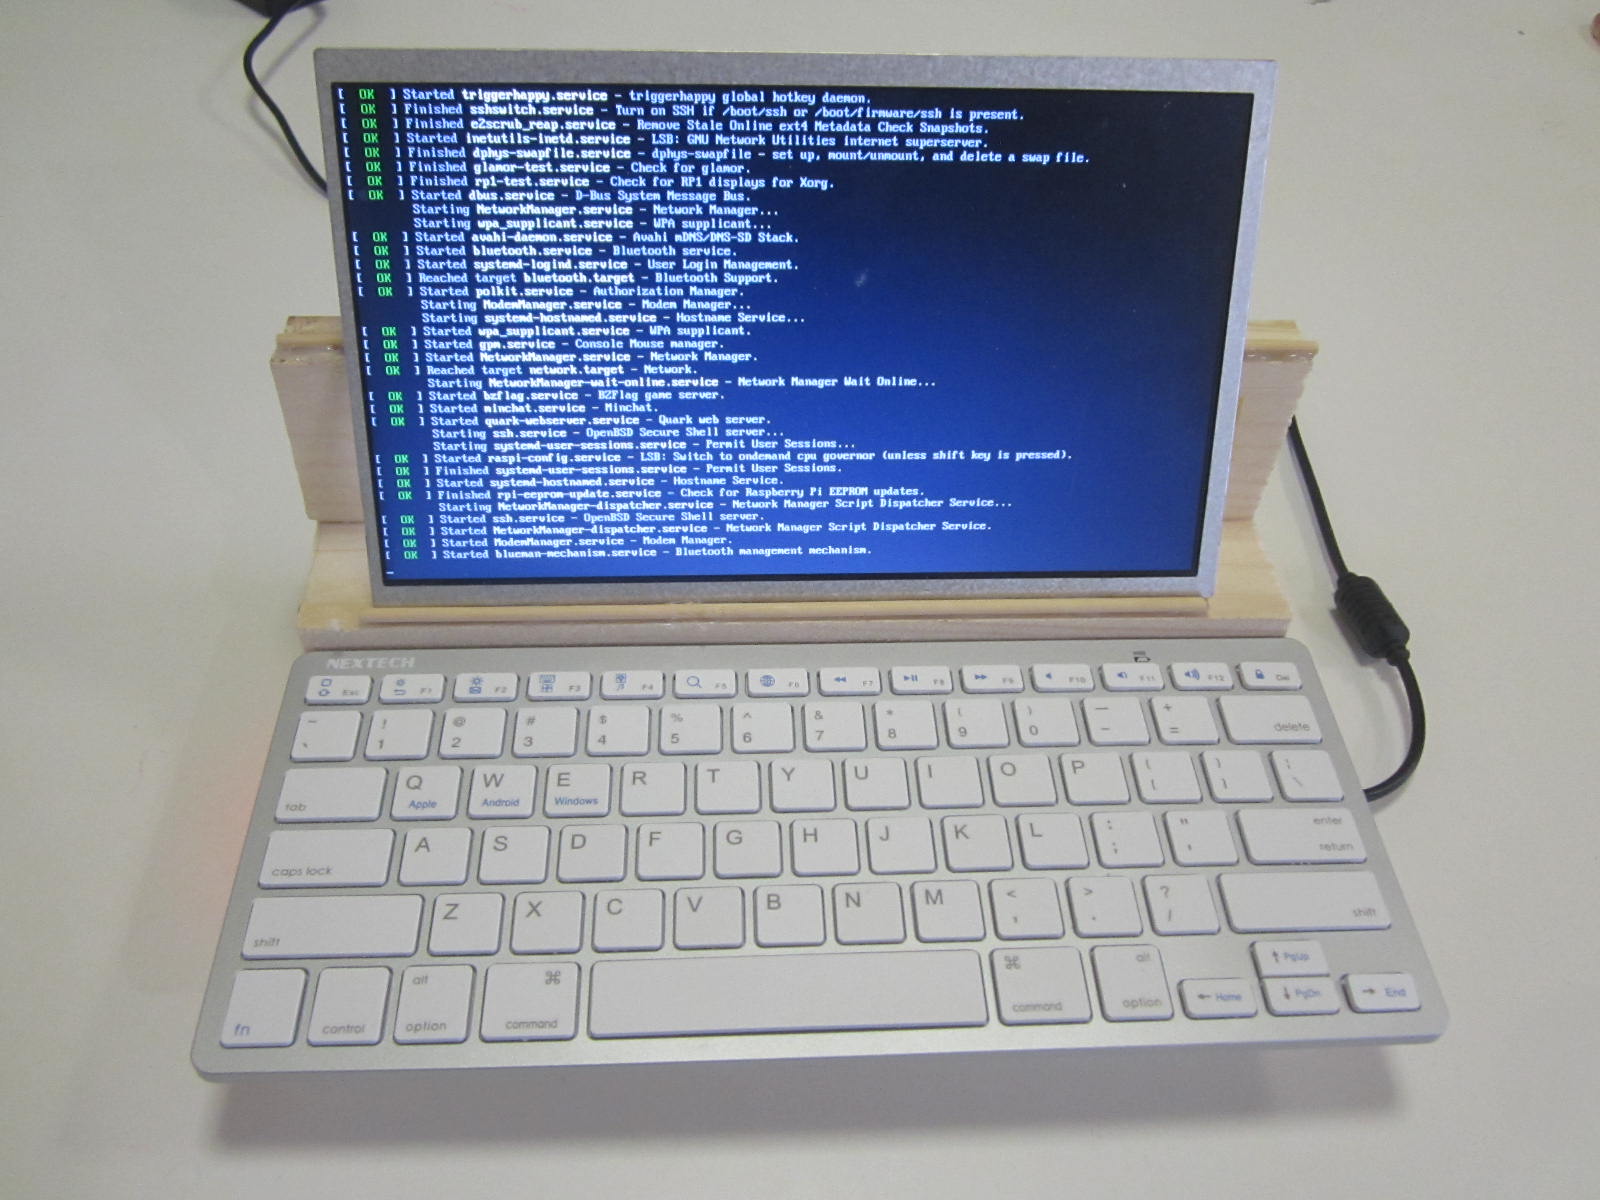 [ OK ] Started triggerhappy.service - triggerhappy global hotkey daemon.
[ OK ] Finished sshswitch.service - Turn on SSH if /boot/ssh or /boot/firmware/ssh is present.
[ OK ] Finished e2scrub_reap.service - Remove Stale Online ext4 Metadata Check Snapshots.
[ OK ] Started inetutils-inetd.service - LSB: GNU Network Utilities internet superserver.
[ OK ] Finished dphys-swapfile.service - dphys-swapfile - set up, mount/unmount, and delete a swap file.
[ OK ] Finished glamor-test.service - Check for glamor.
[ OK ] Finished rp1-test.service - Check for RP1 displays for Xorg.
[ OK ] Started dbus.service - D-Bus System Message Bus.
Starting NetworkManager.service - Network Manager...
Starting wpa_supplicant.service - WPA supplicant...
[ OK ] Started avahi-daemon.service - Avahi mDNS/DNS-SD Stack.
[ OK ] Started bluetooth.service - Bluetooth service.
[ OK ] Started systemd-logind.service - User Login Management.
[ OK ] Reached target bluetooth.target - Bluetooth Support.
[ OK ] Started polkit.service - Authorization Manager.
Starting ModemManager.service - Modem Manager...
Starting systemd-hostnamed.service - Hostname Service...
[ OK ] Started wpa_supplicant.service - WPA supplicant.
[ OK ] Started gpm.service - Console Mouse manager.
[ OK ] Started NetworkManager.service - Network Manager.
[ OK ] Reached target network.target - Network.
Starting NetworkManager-wait-online.service - Network Manager Wait Online...
[ OK ] Started bzflag.service - BZFlag game server.
[ OK ] Started minchat.service - Minchat.
[ OK ] Started quark-webserver.service - Quark web server.
Starting ssh.service - OpenBSD Secure Shell server...
Starting systemd-user-sessions.service - Permit User Sessions...
[ OK ] Started raspi-config.service - LSB: Switch to ondemand cpu governor (unless shift key is pressed).
[ OK ] Finished systemd-user-sessions.service - Permit User Sessions.
[ OK ] Started systemd-hostnamed.service - Hostname Service.
[ OK ] Finished rpi-eeprom-update.service - Check for Raspberry Pi EEPROM updates.
Starting NetworkManager-dispatcher.service - Network Manager Script Dispatcher Service...
[ OK ] Started ssh.service - OpenBSD Secure Shell server.
[ OK ] Started NetworkManager-dispatcher.service - Network Manager Script Dispatcher Service.
[ OK ] Started ModemManager.service - Modem Manager.
[ OK ] Started blueman-mechanism.service - Bluetooth management mechanism.
_
NEXTECH
Esc F1 F2 F3 F4 F5 F6 F7 F8 F9 F10 F11 F12 Del
~ ! @ # $ % ^ & * ( ) — +
` 1 2 3 4 5 6 7 8 9 0 - = delete
tab Q W E R T Y U I O P { [ } ] \
Apple Android Windows
caps lock A S D F G H J K L : ; " ' enter return
shift Z X C V B N M < , > . ? / shift
fn control alt option ⌘ command ⌘ command alt option ← Home ↑ PgUp ↓ PgDn → End